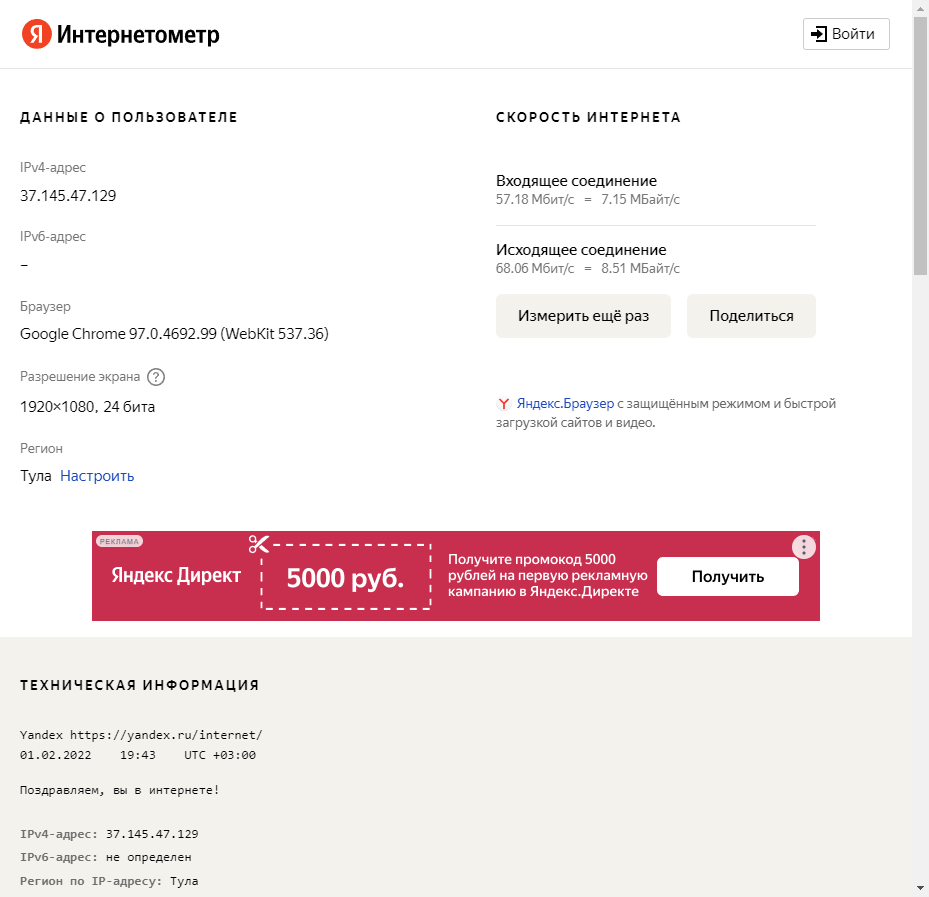 Я Интернетометр
Войти
ДАННЫЕ О ПОЛЬЗОВАТЕЛЕ
IPv4-адрес
37.145.47.129
IPv6-адрес
–
Браузер
Google Chrome 97.0.4692.99 (WebKit 537.36)
Разрешение экрана ?
1920×1080, 24 бита
Регион
Тула Настроить
СКОРОСТЬ ИНТЕРНЕТА
Входящее соединение
57.18 Мбит/с = 7.15 МБайт/с
Исходящее соединение
68.06 Мбит/с = 8.51 МБайт/с
Измерить ещё раз
Поделиться
Яндекс.Браузер с защищённым режимом и быстрой
загрузкой сайтов и видео.
РЕКЛАМА
Яндекс Директ
5000 руб.
Получите промокод 5000
рублей на первую рекламную
кампанию в Яндекс.Директе
Получить
ТЕХНИЧЕСКАЯ ИНФОРМАЦИЯ
Yandex https://yandex.ru/internet/
01.02.2022 19:43 UTC +03:00
Поздравляем, вы в интернете!
IPv4-адрес: 37.145.47.129
IPv6-адрес: не определен
Регион по IP-адресу: Тула